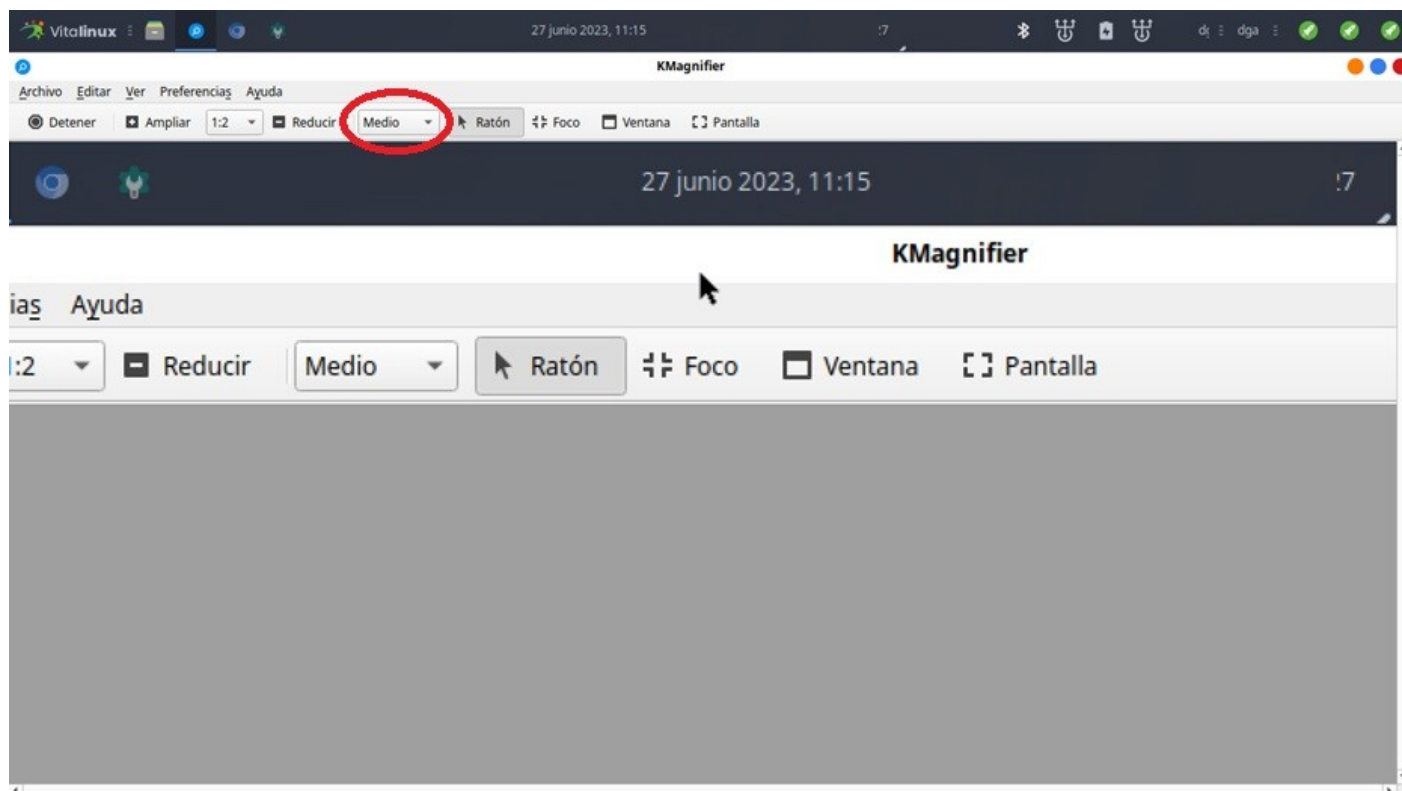 Vitalinux 27 junio 2023, 11:15 :7 dga
KMagnifier
Archivo Editar Ver Preferencias Ayuda
Detener Ampliar 1:2 Reducir Medio Ratón Foco Ventana Pantalla
27 junio 2023, 11:15 :7
KMagnifier
ias Ayuda
:2 Reducir Medio Ratón Foco Ventana Pantalla